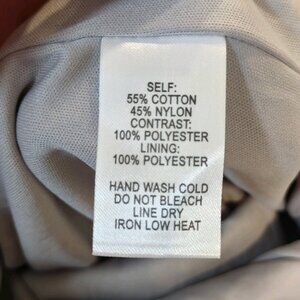 SELF:
55% COTTON
45% NYLON
CONTRAST:
100% POLYESTER
LINING:
100% POLYESTER
HAND WASH COLD
DO NOT BLEACH
LINE DRY
IRON LOW HEAT